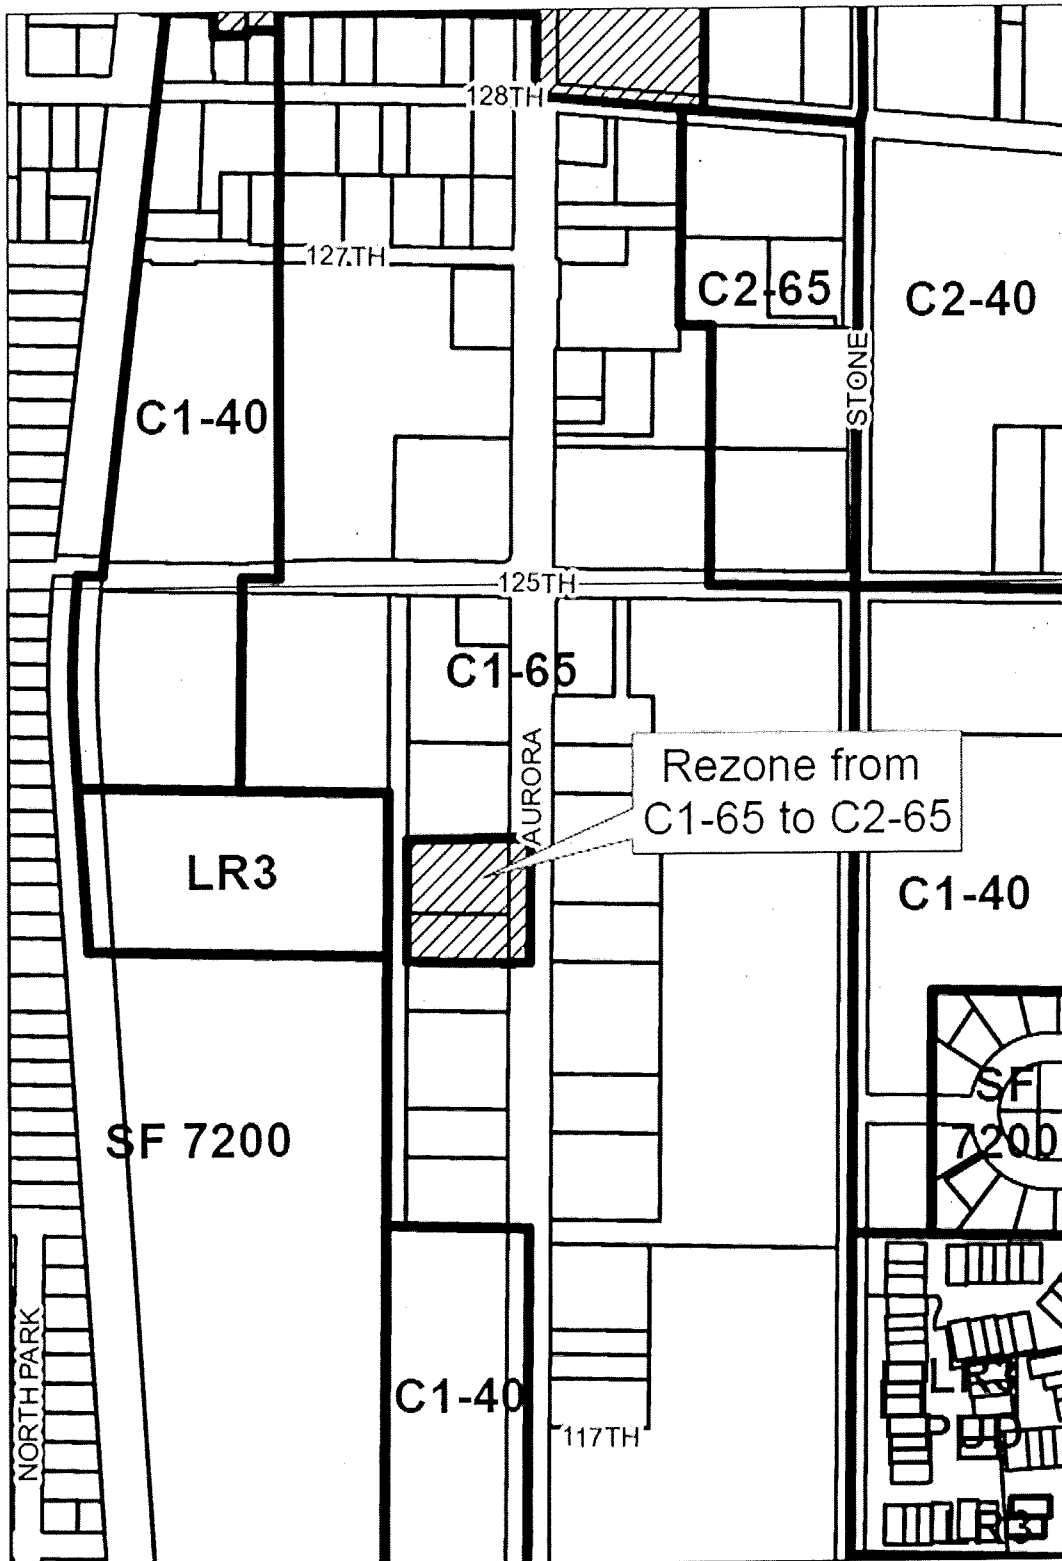 128TH
127TH
C2-65
C2-40
STONE
C1-40
125TH
C1-65
AURORA
Rezone from
C1-65 to C2-65
LR3
C1-40
SF
7200
SF 7200
NORTH PARK
C1-40
117TH